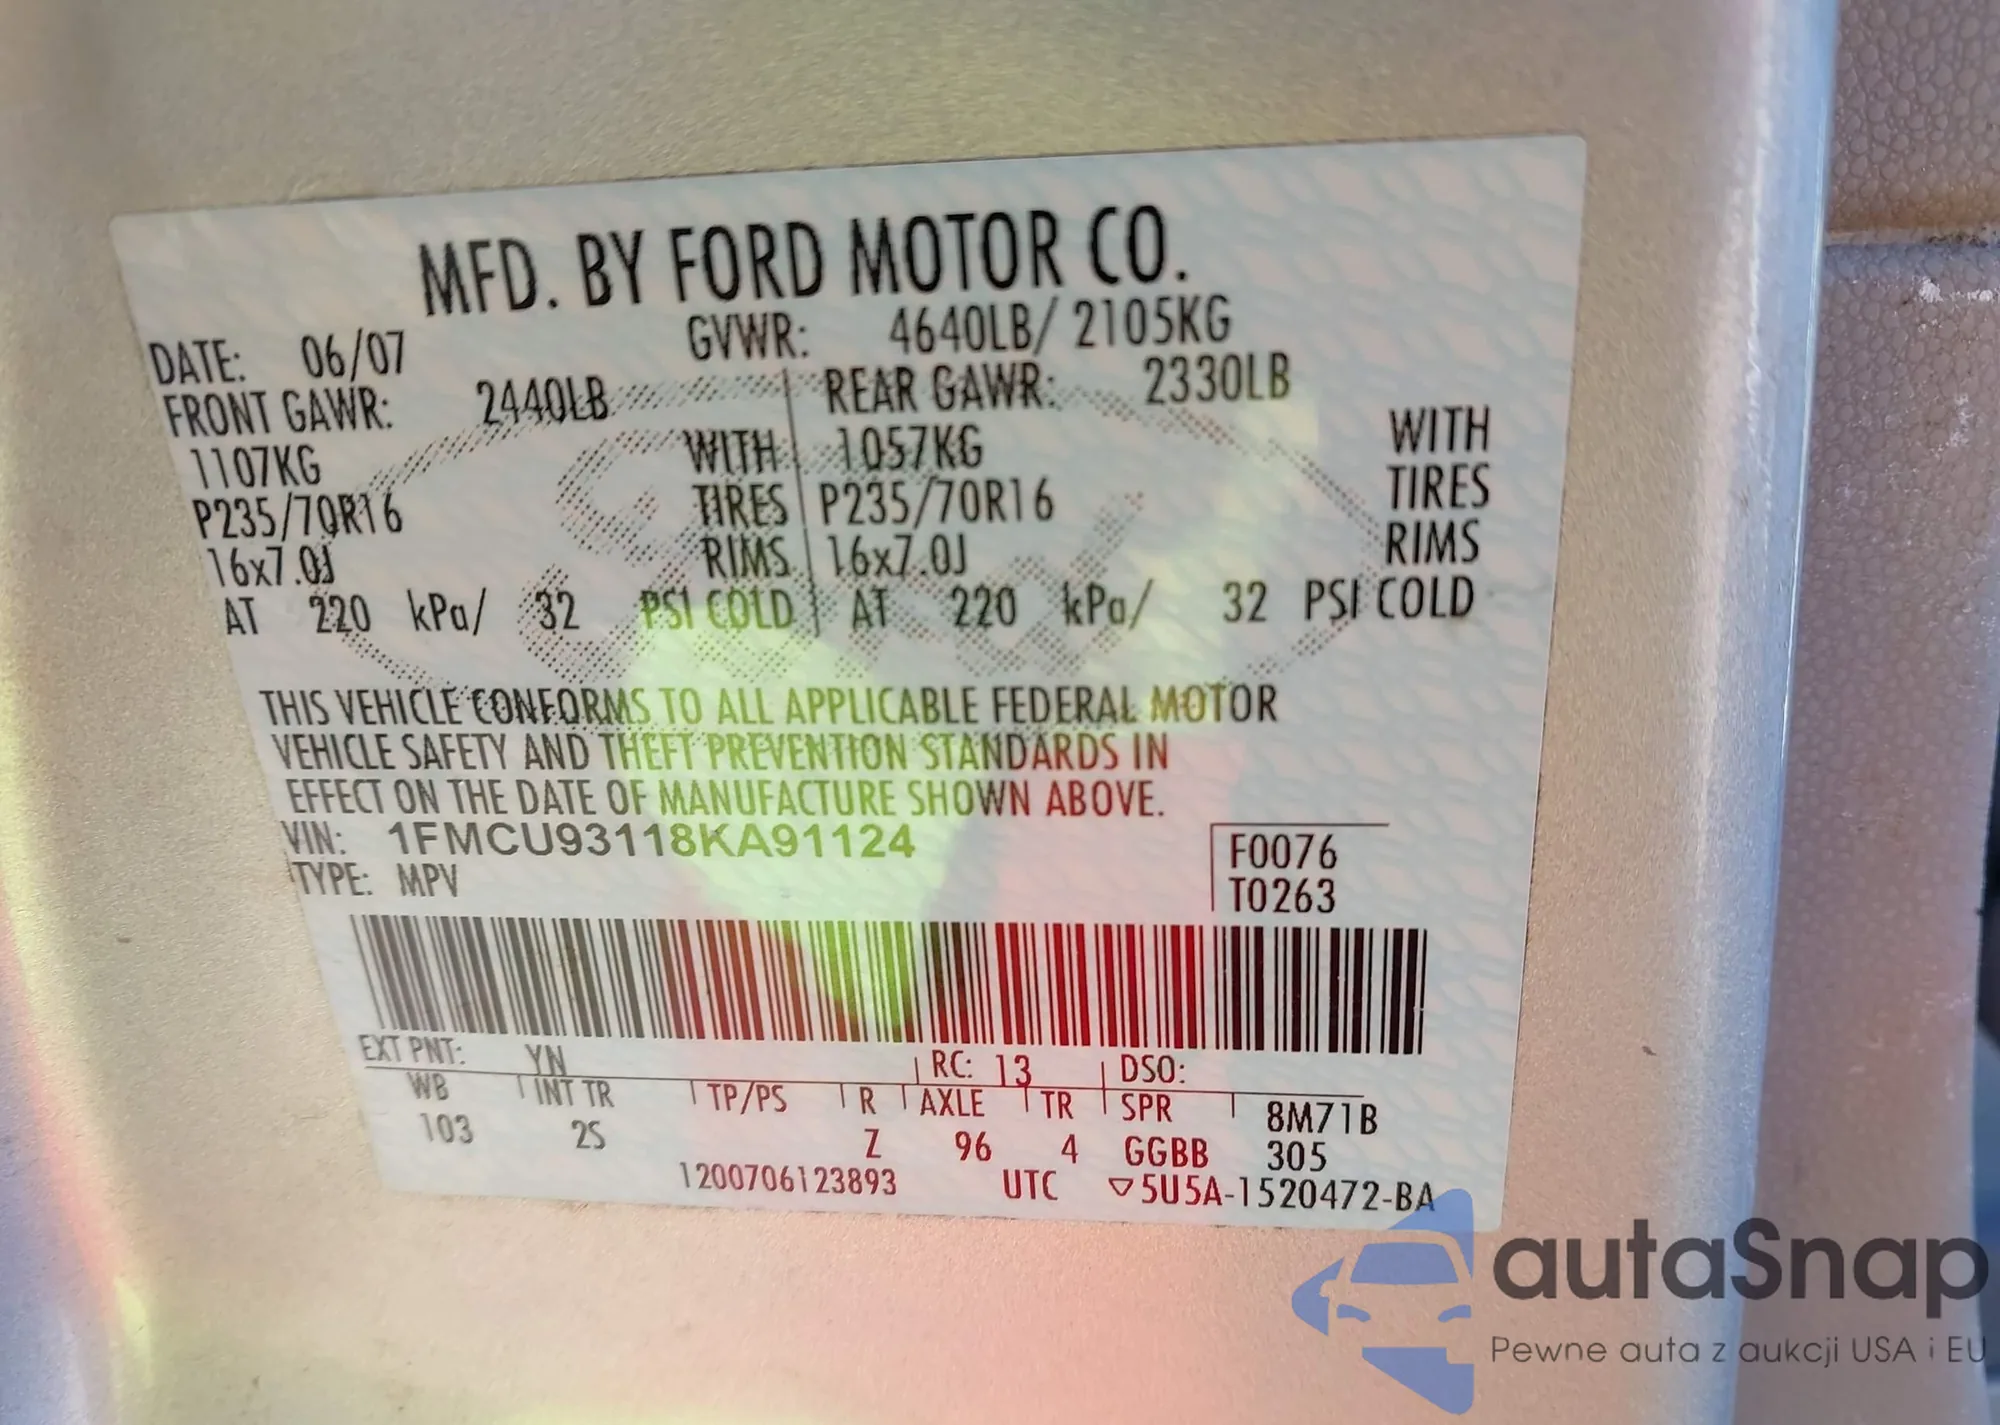 MFD. BY FORD MOTOR CO.
DATE: 06/07 GVWR: 4640LB/ 2105KG
FRONT GAWR: 2440LB REAR GAWR: 2330LB
1107KG WITH 1057KG WITH
P235/70R16 TIRES P235/70R16 TIRES
16x7.0J RIMS 16x7.0J RIMS
AT 220 kPa/ 32 PSI COLD AT 220 kPa/ 32 PSI COLD
THIS VEHICLE CONFORMS TO ALL APPLICABLE FEDERAL MOTOR
VEHICLE SAFETY AND THEFT PREVENTION STANDARDS IN
EFFECT ON THE DATE OF MANUFACTURE SHOWN ABOVE.
VIN: 1FMCU93118KA91124 F0076
TYPE: MPV T0263
EXT PNT: YN RC: 13 DSO:
WB INT TR TP/PS R AXLE TR SPR 8M71B
103 2S Z 96 4 GGBB 305
1200706123893 UTC ▽5U5A-1520472-BA
autaSnap
Pewne auta z aukcji USA i EU